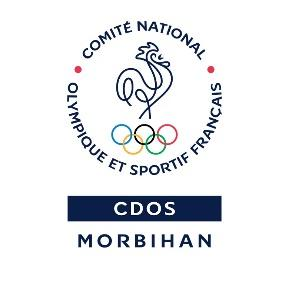 COMITÉ NATIONAL
OLYMPIQUE ET SPORTIF FRANÇAIS
CDOS
MORBIHAN